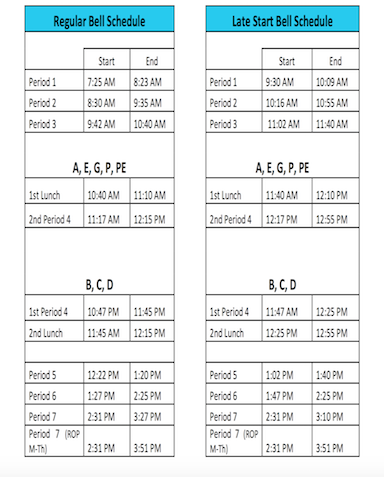 Regular Bell Schedule
Start End
Period 1 7:25 AM 8:23 AM
Period 2 8:30 AM 9:35 AM
Period 3 9:42 AM 10:40 AM
A, E, G, P, PE
1st Lunch 10:40 AM 11:10 AM
2nd Period 4 11:17 AM 12:15 PM
B, C, D
1st Period 4 10:47 PM 11:45 PM
2nd Lunch 11:45 AM 12:15 PM
Period 5 12:22 PM 1:20 PM
Period 6 1:27 PM 2:25 PM
Period 7 2:31 PM 3:27 PM
Period 7 (ROP
M-Th) 2:31 PM 3:51 PM
Late Start Bell Schedule
Start End
Period 1 9:30 AM 10:09 AM
Period 2 10:16 AM 10:55 AM
Period 3 11:02 AM 11:40 AM
A, E, G, P, PE
1st Lunch 11:40 AM 12:10 PM
2nd Period 4 12:17 PM 12:55 PM
B, C, D
1st Period 4 11:47 AM 12:25 PM
2nd Lunch 12:25 PM 12:55 PM
Period 5 1:02 PM 1:40 PM
Period 6 1:47 PM 2:25 PM
Period 7 2:31 PM 3:10 PM
Period 7 (ROP
M-Th) 2:31 PM 3:51 PM